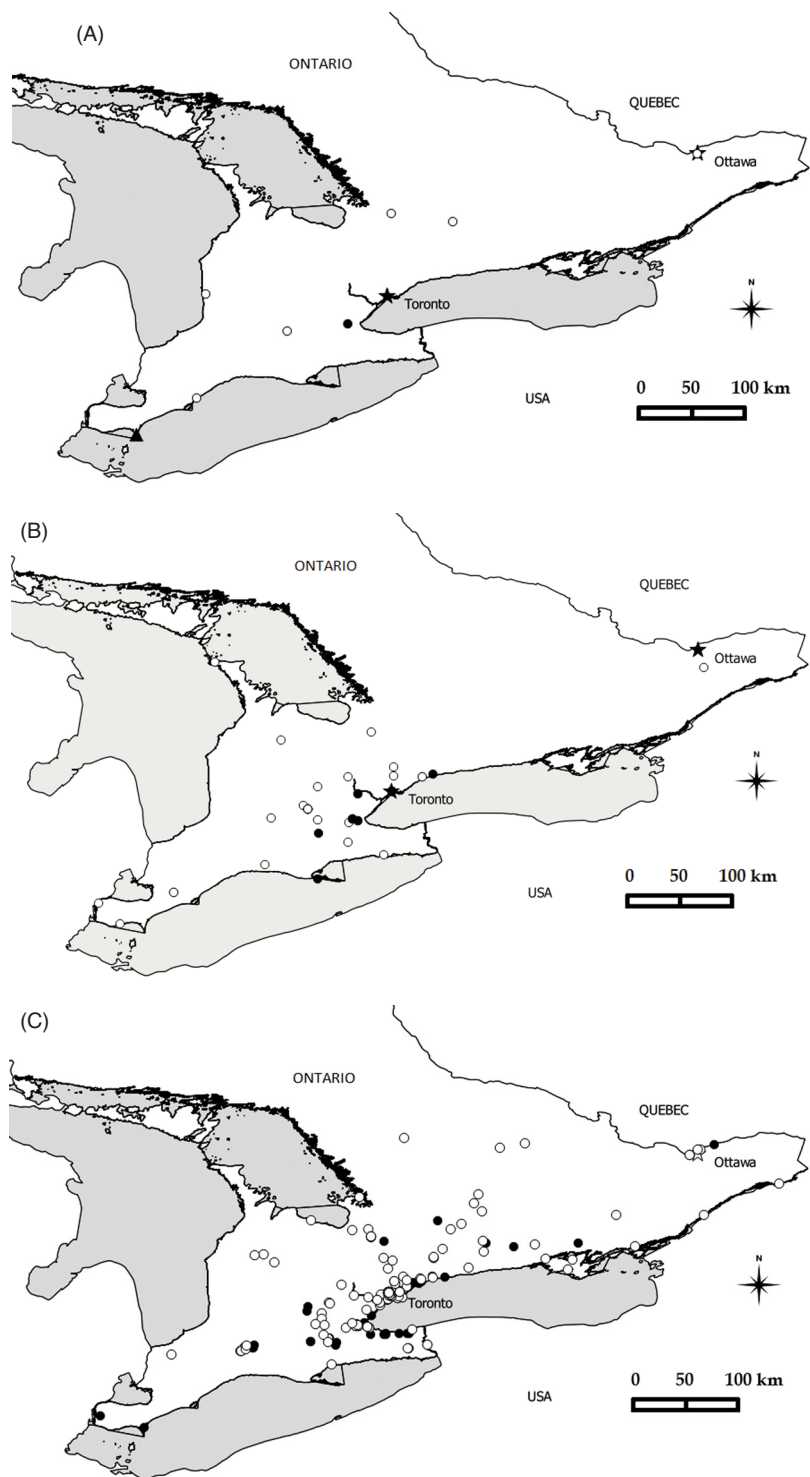 (A)
ONTARIO
QUEBEC
Ottawa
Toronto
N
USA
0 50 100 km
(B)
ONTARIO
QUEBEC
Ottawa
Toronto
N
USA
0 50 100 km
(C)
ONTARIO
QUEBEC
Ottawa
Toronto
N
USA
0 50 100 km